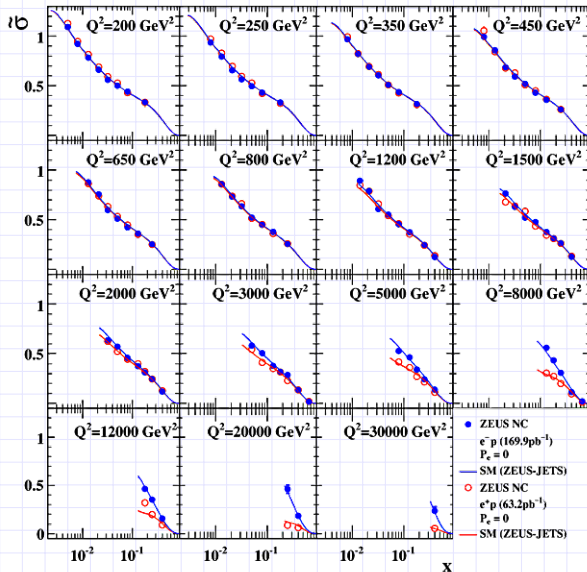 σ̃
Q²=200 GeV² Q²=250 GeV² Q²=350 GeV² Q²=450 GeV²
1
0.5
Q²=650 GeV² Q²=800 GeV² Q²=1200 GeV² Q²=1500 GeV²
1
0.5
Q²=2000 GeV² Q²=3000 GeV² Q²=5000 GeV² Q²=8000 GeV²
1
0.5
Q²=12000 GeV² Q²=20000 GeV² Q²=30000 GeV²
1
0.5
0
ZEUS NC
e⁻p (169.9pb⁻¹)
Pₑ = 0
SM (ZEUS-JETS)
ZEUS NC
e⁺p (63.2pb⁻¹)
Pₑ = 0
SM (ZEUS-JETS)
10⁻² 10⁻¹ 10⁻² 10⁻¹ 10⁻² 10⁻¹
x